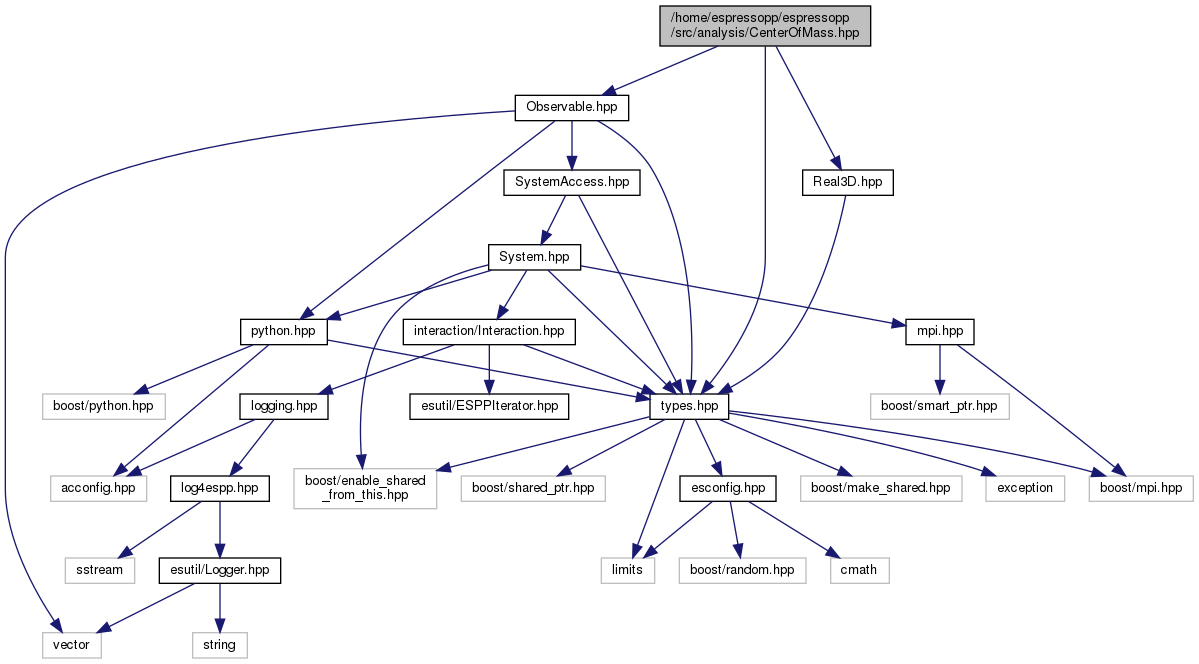 /home/espressopp/espressopp
/src/analysis/CenterOfMass.hpp
Observable.hpp
SystemAccess.hpp
Real3D.hpp
System.hpp
python.hpp
interaction/Interaction.hpp
mpi.hpp
boost/python.hpp
logging.hpp
esutil/ESPPIterator.hpp
types.hpp
boost/smart_ptr.hpp
acconfig.hpp
log4espp.hpp
boost/enable_shared
_from_this.hpp
boost/shared_ptr.hpp
esconfig.hpp
boost/make_shared.hpp
exception
boost/mpi.hpp
sstream
esutil/Logger.hpp
limits
boost/random.hpp
cmath
vector
string